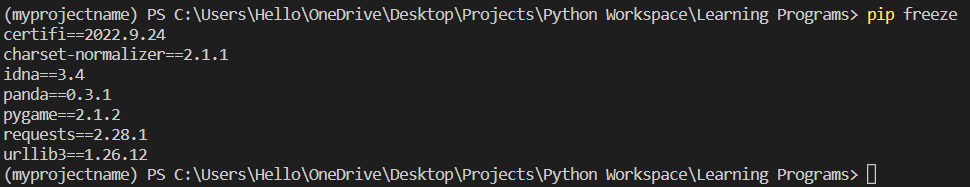 (myprojectname) PS C:\Users\Hello\OneDrive\Desktop\Projects\Python Workspace\Learning Programs> pip freeze
certifi==2022.9.24
charset-normalizer==2.1.1
idna==3.4
panda==0.3.1
pygame==2.1.2
requests==2.28.1
urllib3==1.26.12
(myprojectname) PS C:\Users\Hello\OneDrive\Desktop\Projects\Python Workspace\Learning Programs>